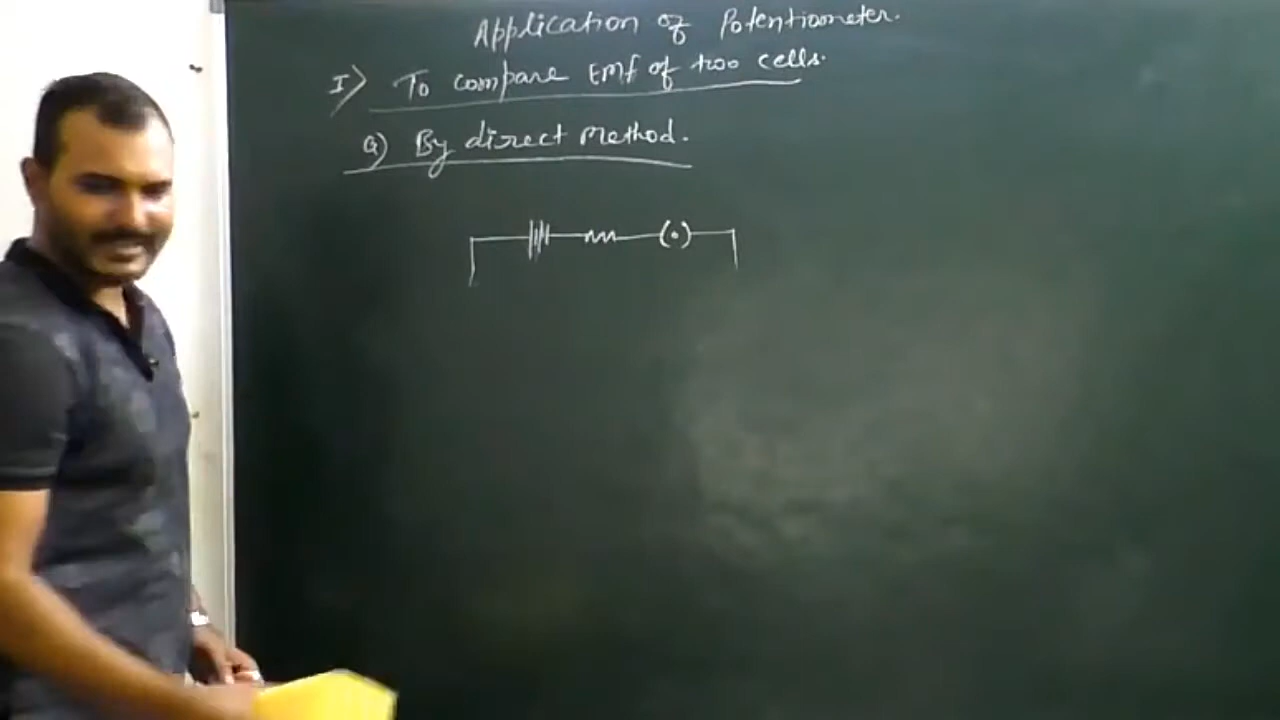 Application of Potentiometer.
I) To compare EMF of two cells.
a) By direct Method.